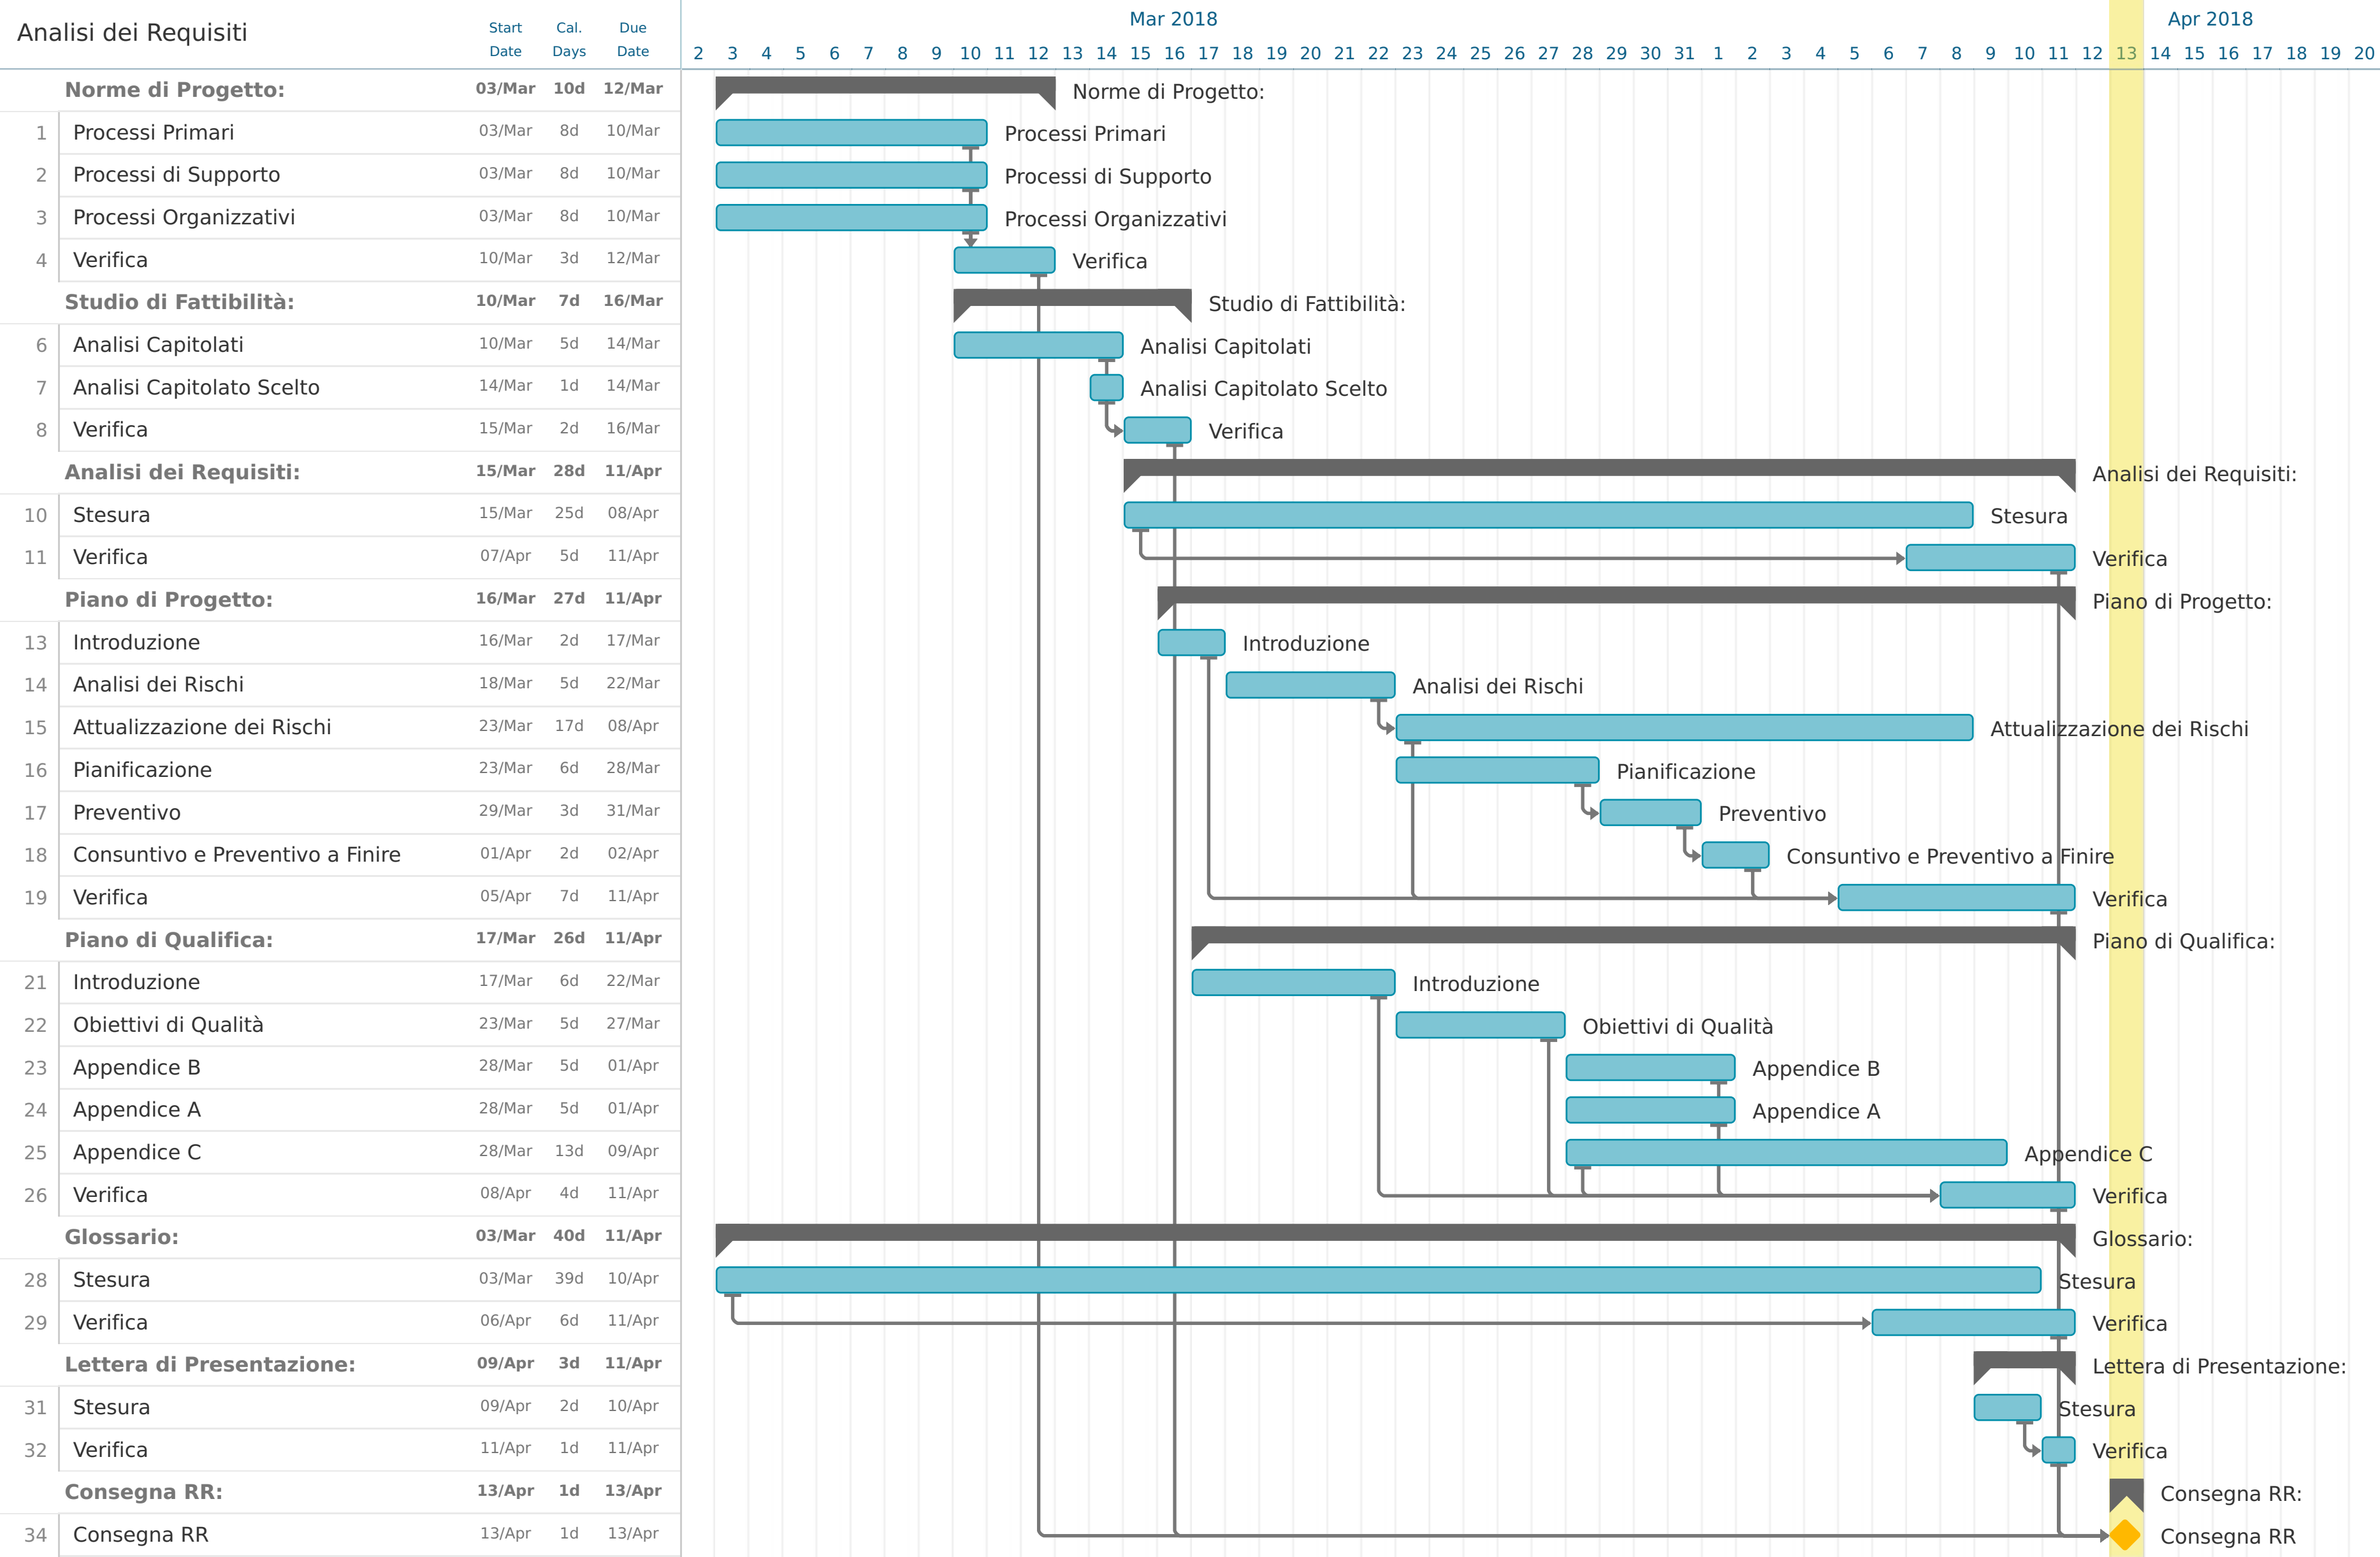 Analisi dei Requisiti Start Date Cal. Days Due Date
Mar 2018 Apr 2018
2 3 4 5 6 7 8 9 10 11 12 13 14 15 16 17 18 19 20 21 22 23 24 25 26 27 28 29 30 31 1 2 3 4 5 6 7 8 9 10 11 12 13 14 15 16 17 18 19 20
Norme di Progetto: 03/Mar 10d 12/Mar Norme di Progetto:
1 Processi Primari 03/Mar 8d 10/Mar Processi Primari
2 Processi di Supporto 03/Mar 8d 10/Mar Processi di Supporto
3 Processi Organizzativi 03/Mar 8d 10/Mar Processi Organizzativi
4 Verifica 10/Mar 3d 12/Mar Verifica
Studio di Fattibilità: 10/Mar 7d 16/Mar Studio di Fattibilità:
6 Analisi Capitolati 10/Mar 5d 14/Mar Analisi Capitolati
7 Analisi Capitolato Scelto 14/Mar 1d 14/Mar Analisi Capitolato Scelto
8 Verifica 15/Mar 2d 16/Mar Verifica
Analisi dei Requisiti: 15/Mar 28d 11/Apr Analisi dei Requisiti:
10 Stesura 15/Mar 25d 08/Apr Stesura
11 Verifica 07/Apr 5d 11/Apr Verifica
Piano di Progetto: 16/Mar 27d 11/Apr Piano di Progetto:
13 Introduzione 16/Mar 2d 17/Mar Introduzione
14 Analisi dei Rischi 18/Mar 5d 22/Mar Analisi dei Rischi
15 Attualizzazione dei Rischi 23/Mar 17d 08/Apr Attualizzazione dei Rischi
16 Pianificazione 23/Mar 6d 28/Mar Pianificazione
17 Preventivo 29/Mar 3d 31/Mar Preventivo
18 Consuntivo e Preventivo a Finire 01/Apr 2d 02/Apr Consuntivo e Preventivo a Finire
19 Verifica 05/Apr 7d 11/Apr Verifica
Piano di Qualifica: 17/Mar 26d 11/Apr Piano di Qualifica:
21 Introduzione 17/Mar 6d 22/Mar Introduzione
22 Obiettivi di Qualità 23/Mar 5d 27/Mar Obiettivi di Qualità
23 Appendice B 28/Mar 5d 01/Apr Appendice B
24 Appendice A 28/Mar 5d 01/Apr Appendice A
25 Appendice C 28/Mar 13d 09/Apr Appendice C
26 Verifica 08/Apr 4d 11/Apr Verifica
Glossario: 03/Mar 40d 11/Apr Glossario:
28 Stesura 03/Mar 39d 10/Apr Stesura
29 Verifica 06/Apr 6d 11/Apr Verifica
Lettera di Presentazione: 09/Apr 3d 11/Apr Lettera di Presentazione:
31 Stesura 09/Apr 2d 10/Apr Stesura
32 Verifica 11/Apr 1d 11/Apr Verifica
Consegna RR: 13/Apr 1d 13/Apr Consegna RR:
34 Consegna RR 13/Apr 1d 13/Apr Consegna RR